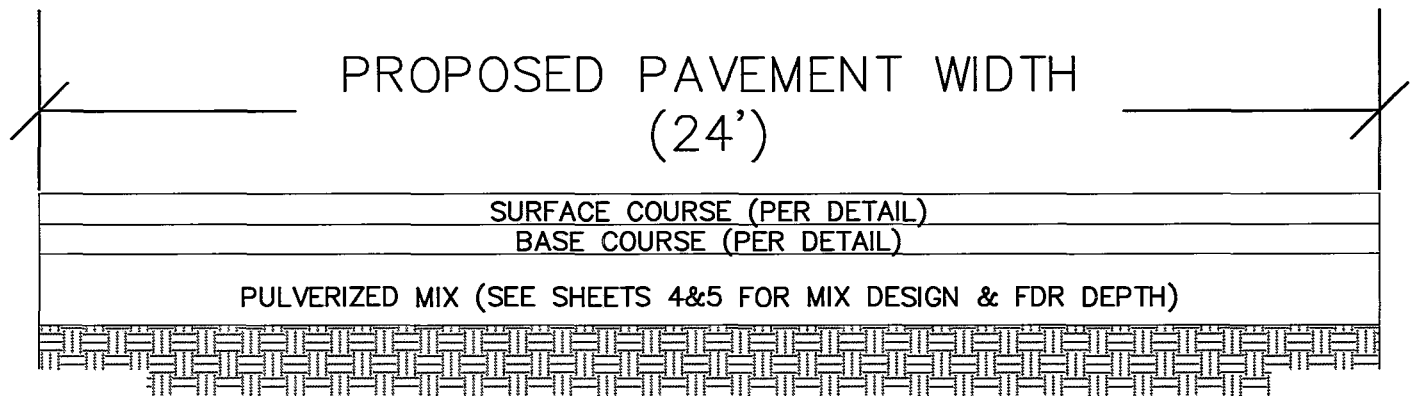 PROPOSED PAVEMENT WIDTH
(24')
SURFACE COURSE (PER DETAIL)
BASE COURSE (PER DETAIL)
PULVERIZED MIX (SEE SHEETS 4&5 FOR MIX DESIGN & FDR DEPTH)